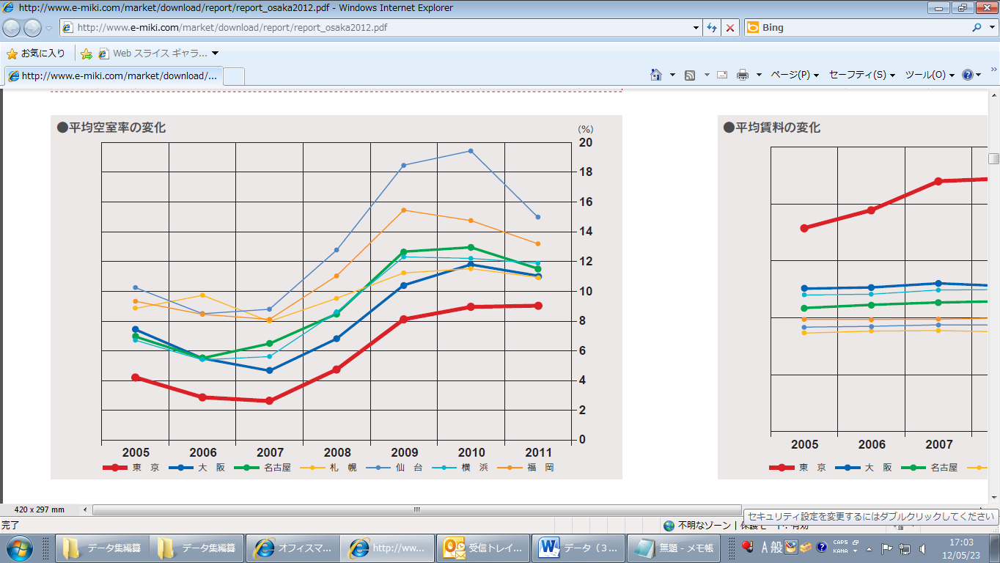 http://www.e-miki.com/market/download/report/report_osaka2012.pdf - Windows Internet Explorer
http://www.e-miki.com/market/download/report/report_osaka2012.pdf
Bing
お気に入り
Web スライス ギャラ...
http://www.e-miki.com/market/download/...
ページ(P)
セーフティ(S)
ツール(O)
●平均空室率の変化
(%)
20
18
16
14
12
10
8
6
4
2
0
2005 2006 2007 2008 2009 2010 2011
東 京 大 阪 名古屋 札 幌 仙 台 横 浜 福 岡
●平均賃料の変化
2005 2006 2007
東 京 大 阪 名古屋
420 x 297 mm
セキュリティ設定を変更するにはダブルクリックしてください
完了
不明なゾーン | 保護モード: 有効
データ集編纂
データ集編纂
オフィスマ...
http://ww...
受信トレイ...
データ（３...
無題 - メモ帳
A 般
CAPS
KANA
17:03
12/05/23